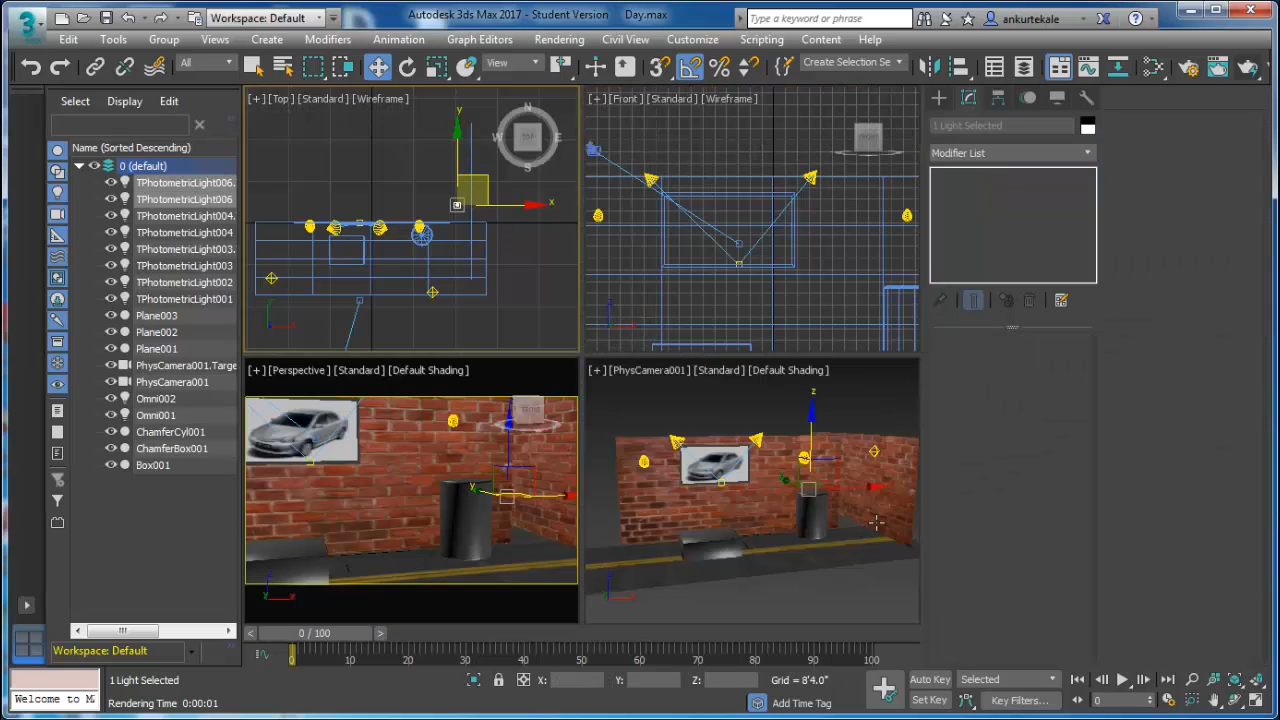 Workspace: Default
Autodesk 3ds Max 2017 - Student Version Day.max
Type a keyword or phrase
ankurtekale
Edit Tools Group Views Create Modifiers Animation Graph Editors Rendering Civil View Customize Scripting Content Help
All
View
Create Selection Se
Select Display Edit
Name (Sorted Descending)
0 (default)
TPhotometricLight006.
TPhotometricLight006
TPhotometricLight004.
TPhotometricLight004
TPhotometricLight003.
TPhotometricLight003
TPhotometricLight002
TPhotometricLight001
Plane003
Plane002
Plane001
PhysCamera001.Targe
PhysCamera001
Omni002
Omni001
ChamferCyl001
ChamferBox001
Box001
Workspace: Default
[+] [Top] [Standard] [Wireframe]
N
W E
S
TOP
y
x
[+] [Front] [Standard] [Wireframe]
FRONT
[+] [Perspective] [Standard] [Default Shading]
y
z
x
[+] [PhysCamera001] [Standard] [Default Shading]
z
1 Light Selected
Modifier List
0 / 100
0 10 20 30 40 50 60 70 80 90 100
Welcome to M
1 Light Selected
Rendering Time: 0:00:01
X: Y: Z: Grid = 8'4.0"
Add Time Tag
Auto Key Selected
Set Key Key Filters...
0